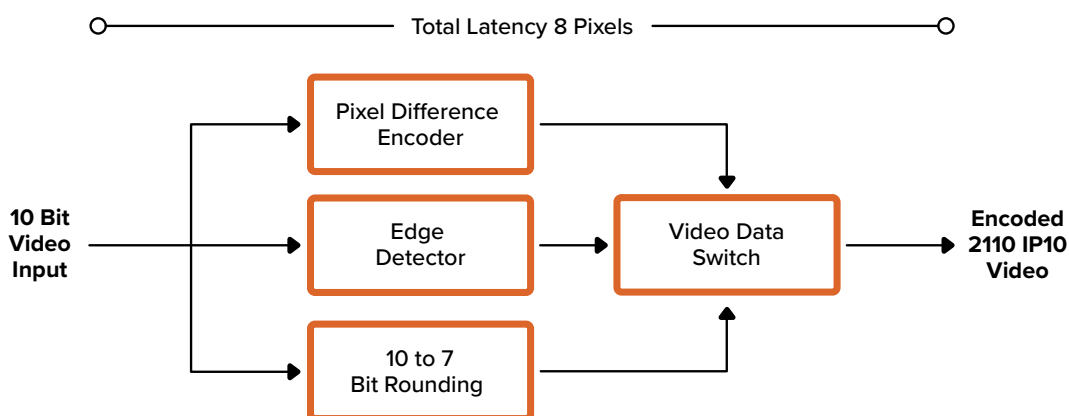 Total Latency 8 Pixels
Pixel Difference
Encoder
10 Bit
Video
Input
Edge
Detector
Video Data
Switch
Encoded
2110 IP10
Video
10 to 7
Bit Rounding